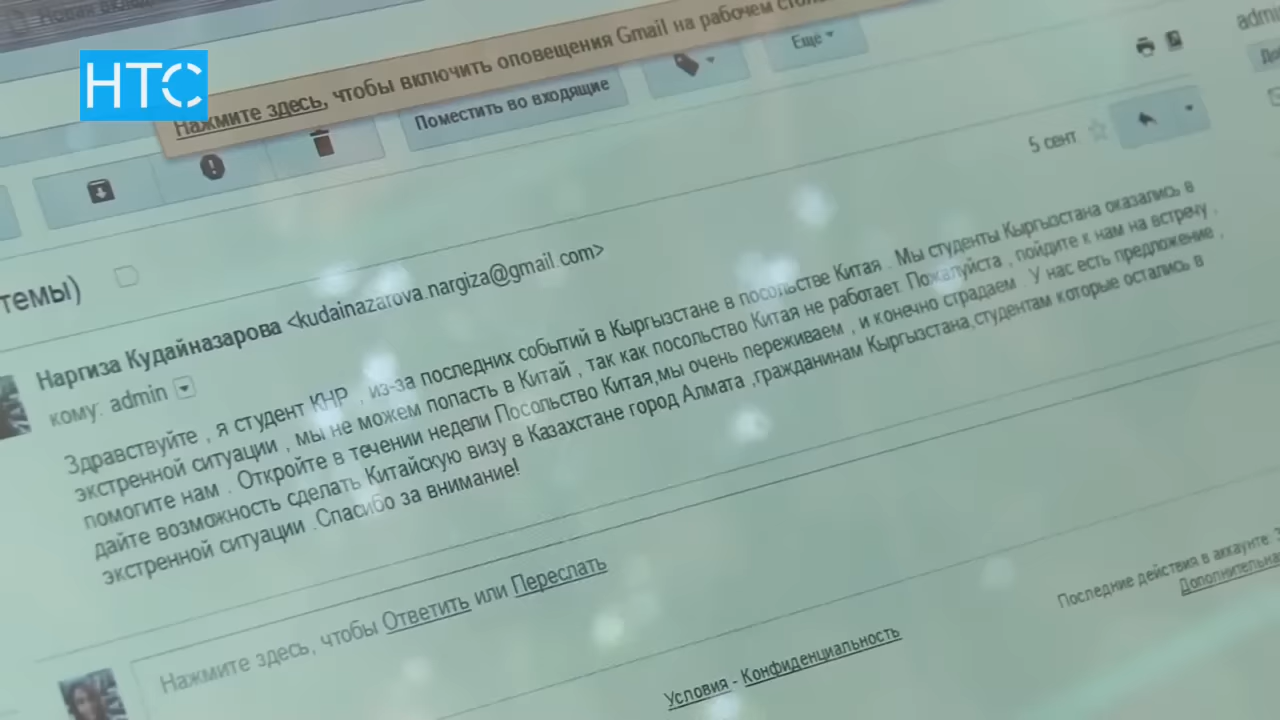 НТС
Нажмите здесь, чтобы включить оповещения Gmail на рабочем
Поместить во входящие
Ещё
5 сент.
темы)
Наргиза Кудайназарова <kudainazarova.nargiza@gmail.com>
кому: admin
Здравствуйте , я студент КНР , из-за последних событий в Кыргызстане в посольстве Китая . Мы студенты Кыргызстана оказались в
экстренной ситуации , мы не можем попасть в Китай , так как посольство Китая не работает. Пожалуйста , пойдите к нам на встречу ,
помогите нам . Откройте в течении недели Посольство Китая,мы очень переживаем , и конечно страдаем . У нас есть предложение ,
дайте возможность сделать Китайскую визу в Казахстане город Алмата ,гражданинам Кыргызстана,студентам которые остались в
экстренной ситуации .Спасибо за внимание!
Нажмите здесь, чтобы Ответить или Переслать
Последние действия в аккаунте:
Условия - Конфиденциальность